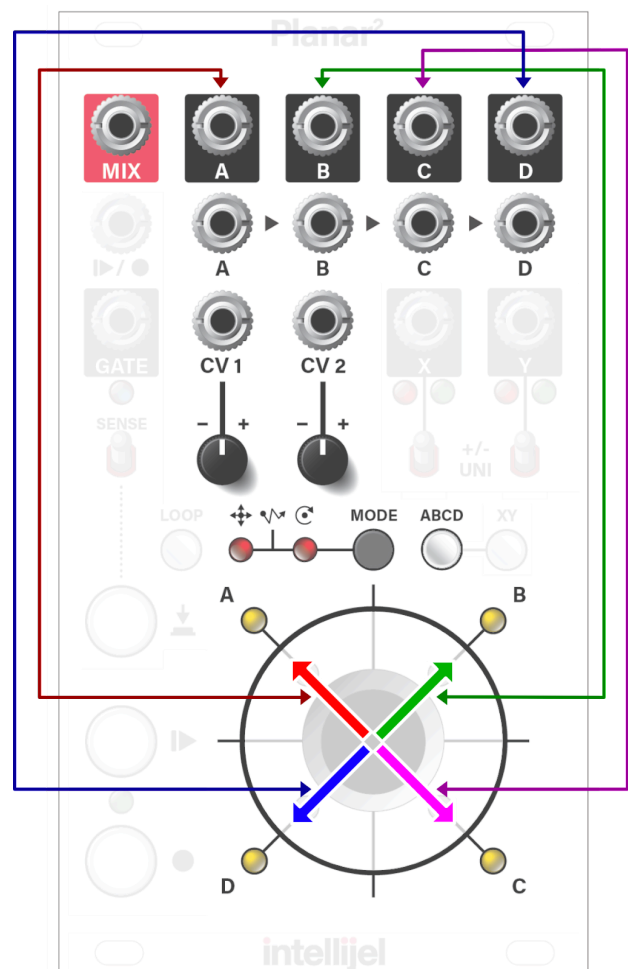 Planar²
MIX A B C D
A B C D
GATE CV 1 CV 2 X Y
- + - +
SENSE
+/-
UNI
LOOP MODE ABCD XY
A B
D C
intellijel